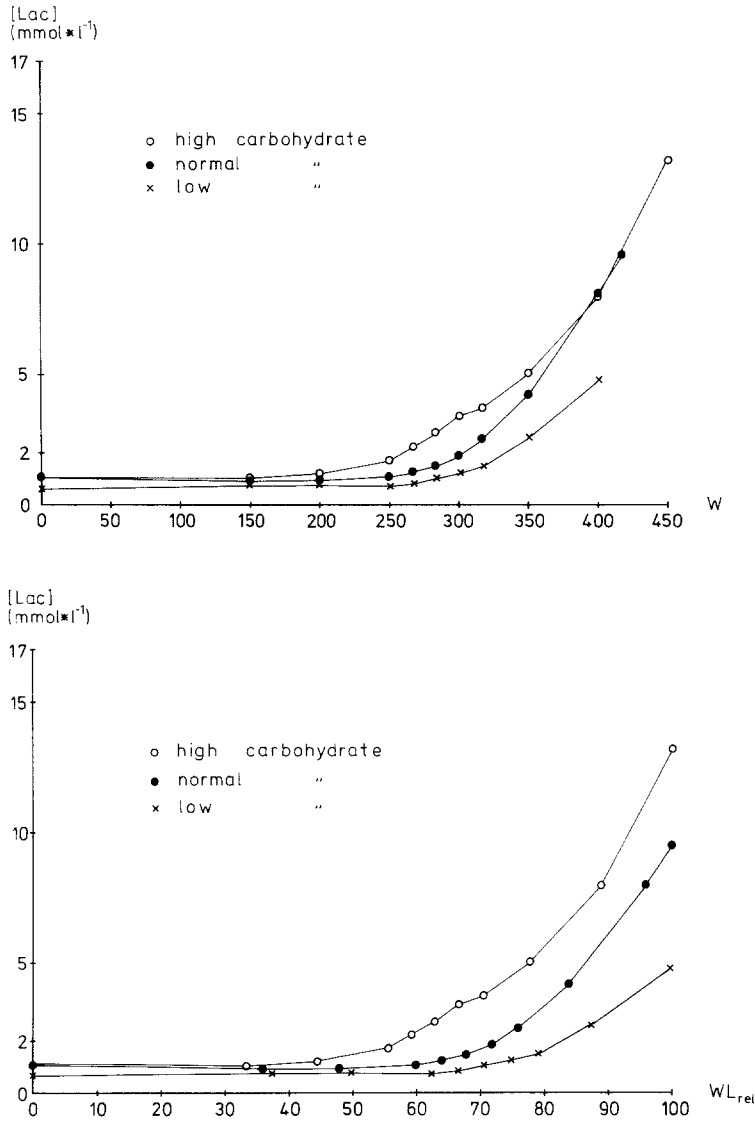 [Lac]
(mmol*l⁻¹)
17
15
10
5
2
0
high carbohydrate
normal "
low "
0 50 100 150 200 250 300 350 400 450 W
[Lac]
(mmol*l⁻¹)
17
15
10
5
2
0
high carbohydrate
normal "
low "
0 10 20 30 40 50 60 70 80 90 100 WL rel